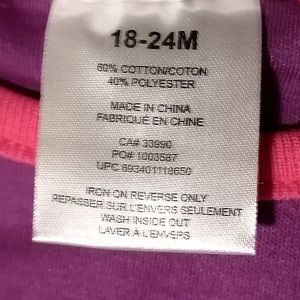 18-24M
60% COTTON/COTON
40% POLYESTER
MADE IN CHINA
FABRIQUÉ EN CHINE
CA# 33990
PO# 1003587
UPC 693401118650
IRON ON REVERSE ONLY
REPASSER SUR L'ENVERS SEULEMENT
WASH INSIDE OUT
LAVER À L'ENVERS